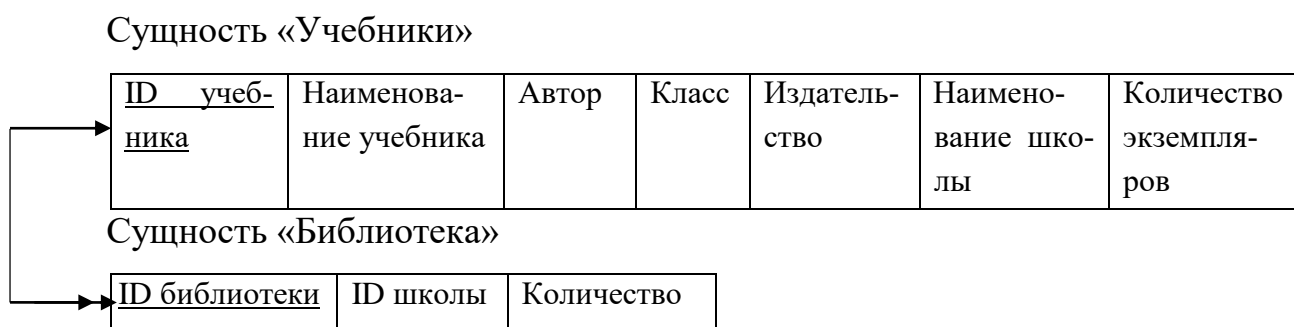 Сущность «Учебники»
ID учеб- Наименова- Автор Класс Издатель- Наимено- Количество
ника ние учебника ство вание шко- экземпля-
лы ров
Сущность «Библиотека»
ID библиотеки ID школы Количество